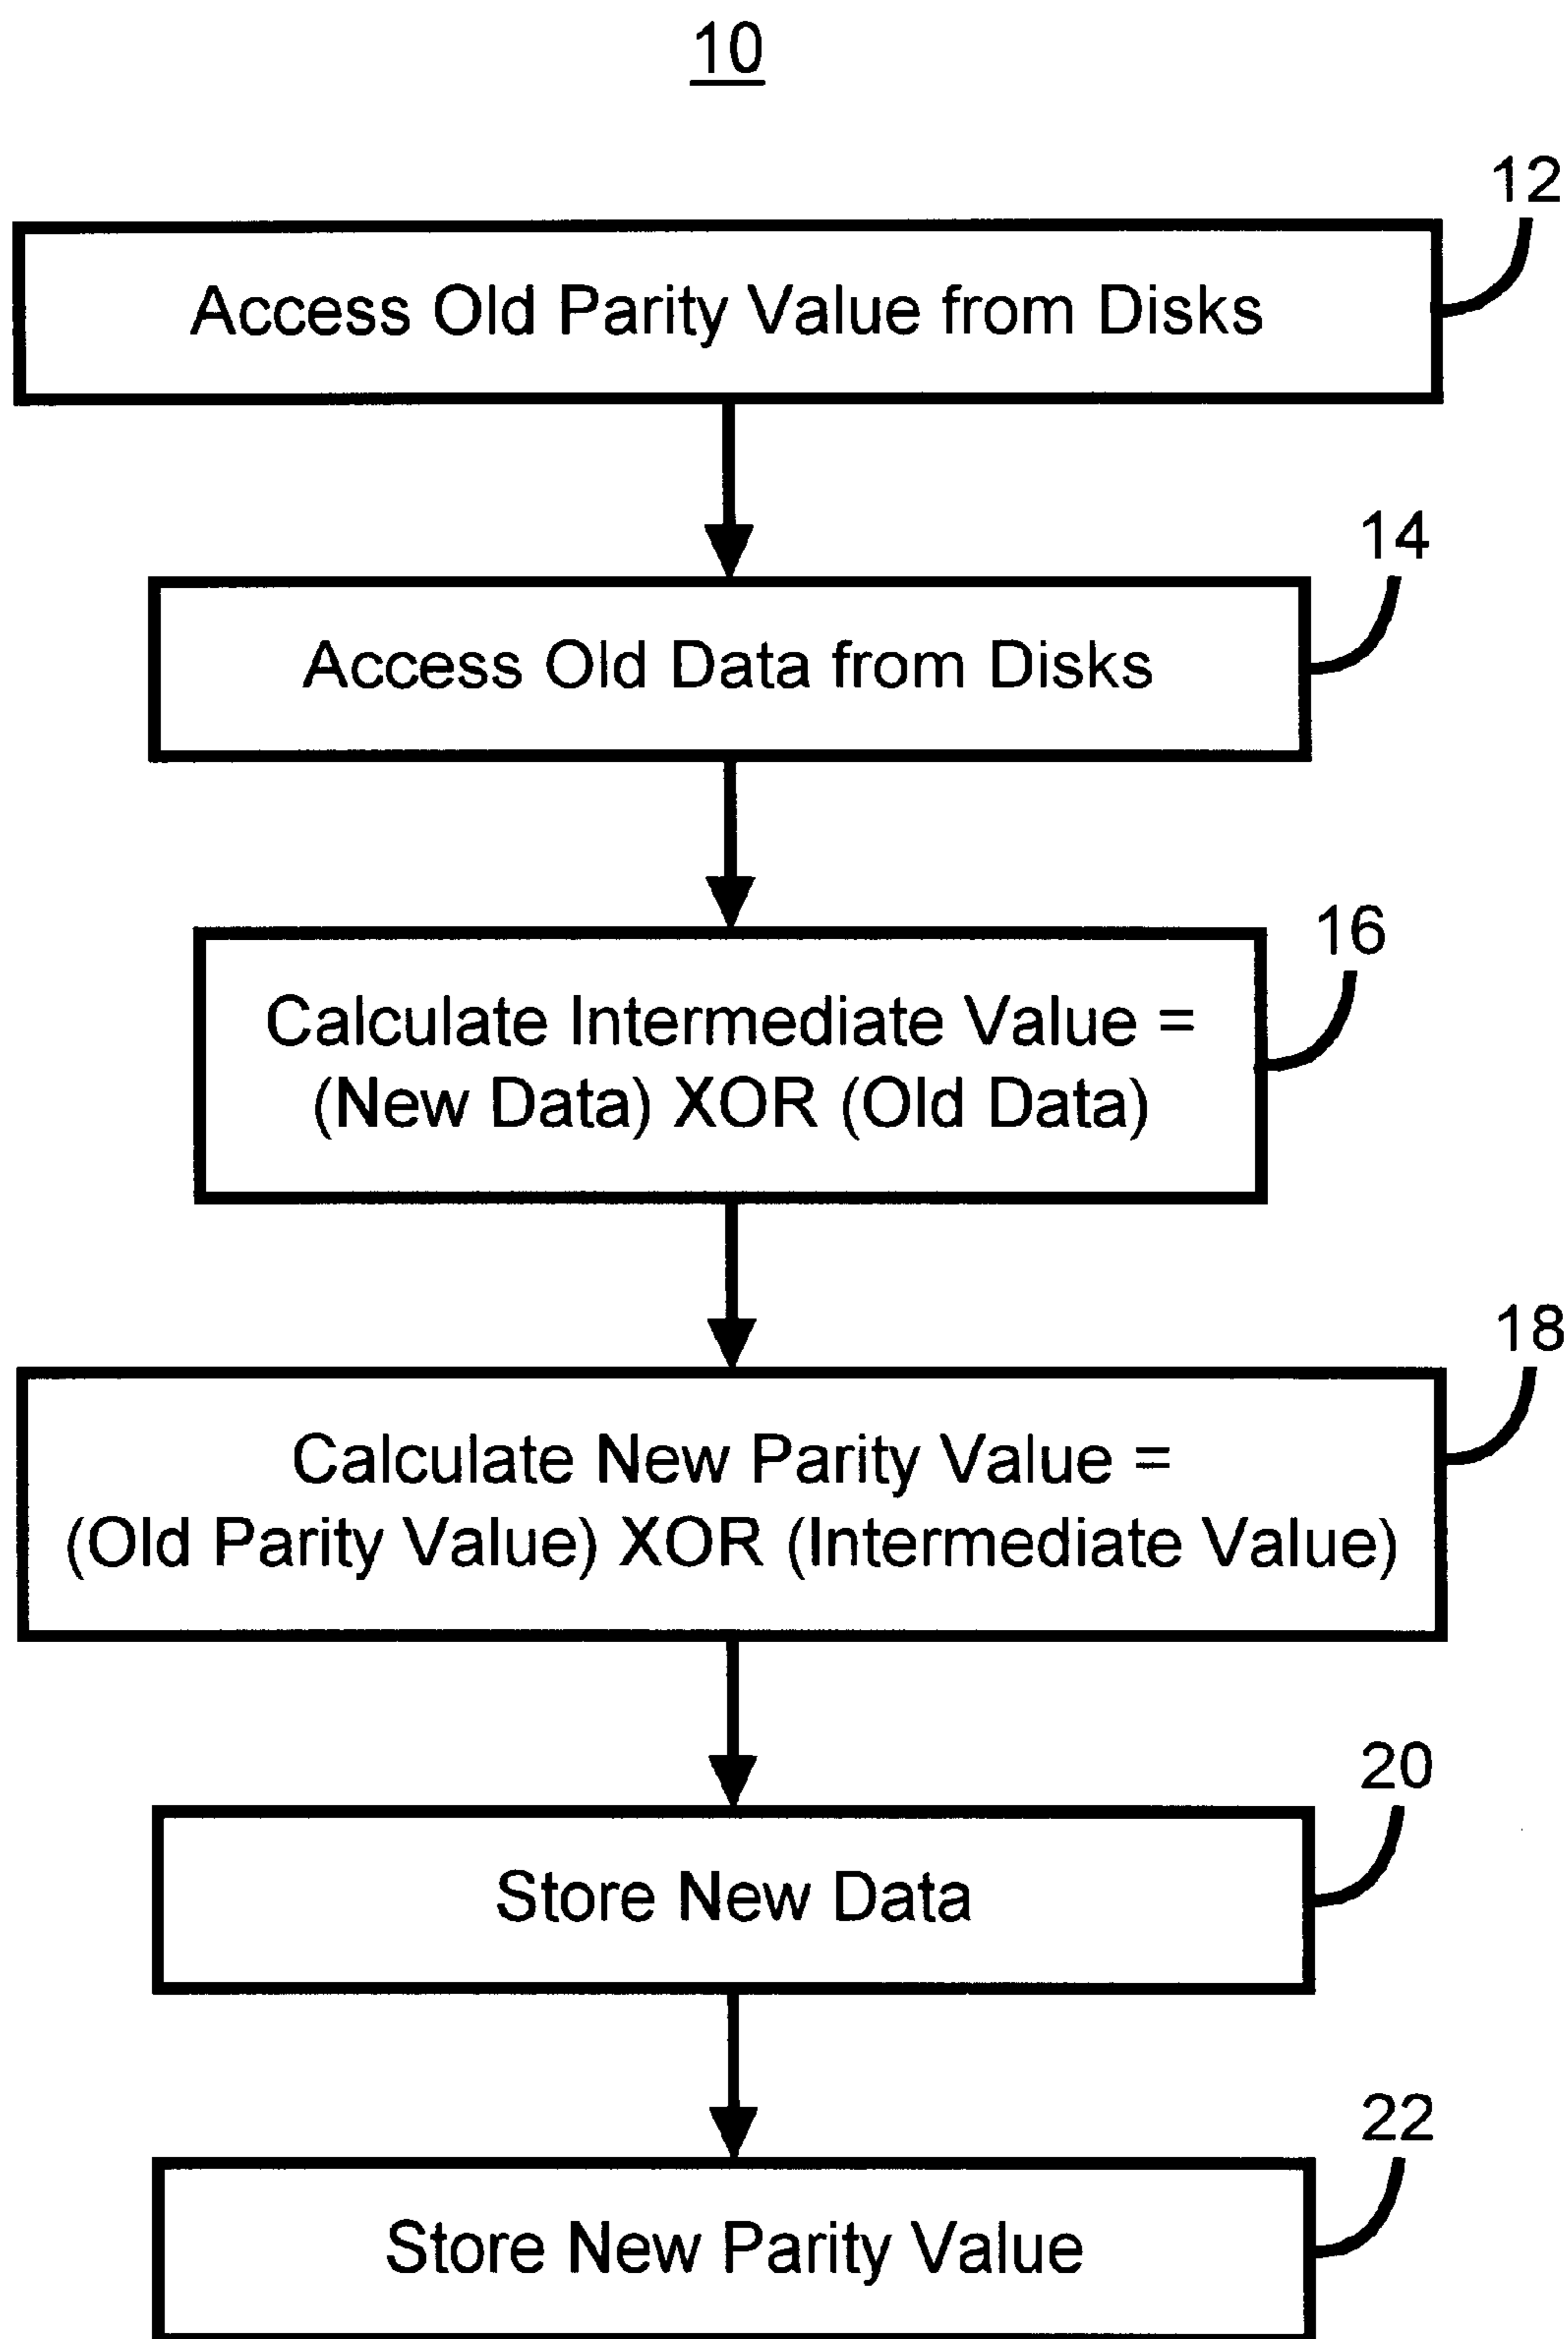 10
12
Access Old Parity Value from Disks
14
Access Old Data from Disks
16
Calculate Intermediate Value =
(New Data) XOR (Old Data)
18
Calculate New Parity Value =
(Old Parity Value) XOR (Intermediate Value)
20
Store New Data
22
Store New Parity Value